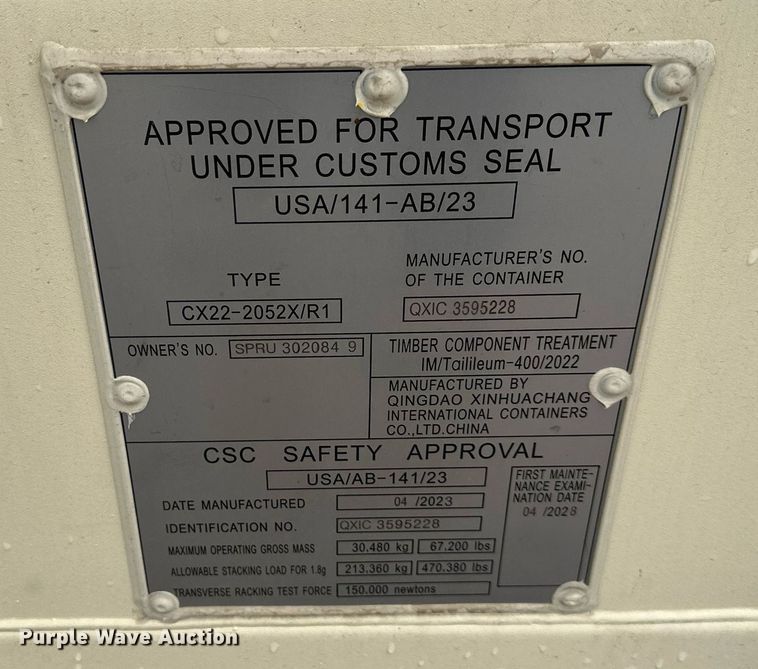 APPROVED FOR TRANSPORT
UNDER CUSTOMS SEAL
USA/141-AB/23
TYPE
CX22-2052X/R1
MANUFACTURER'S NO.
OF THE CONTAINER
QXIC 3595228
OWNER'S NO. SPRU 302084 9
TIMBER COMPONENT TREATMENT
IM/Tailileum-400/2022
MANUFACTURED BY
QINGDAO XINHUACHANG
INTERNATIONAL CONTAINERS
CO.,LTD.CHINA
CSC SAFETY APPROVAL
USA/AB-141/23
DATE MANUFACTURED 04 /2023
IDENTIFICATION NO. QXIC 3595228
MAXIMUM OPERATING GROSS MASS 30.480 kg 67.200 lbs
ALLOWABLE STACKING LOAD FOR 1.8g 213.360 kg 470.380 lbs
TRANSVERSE RACKING TEST FORCE 150.000 newtons
FIRST MAINTE-
NANCE EXAMI-
NATION DATE
04 /2028
Purple Wave Auction